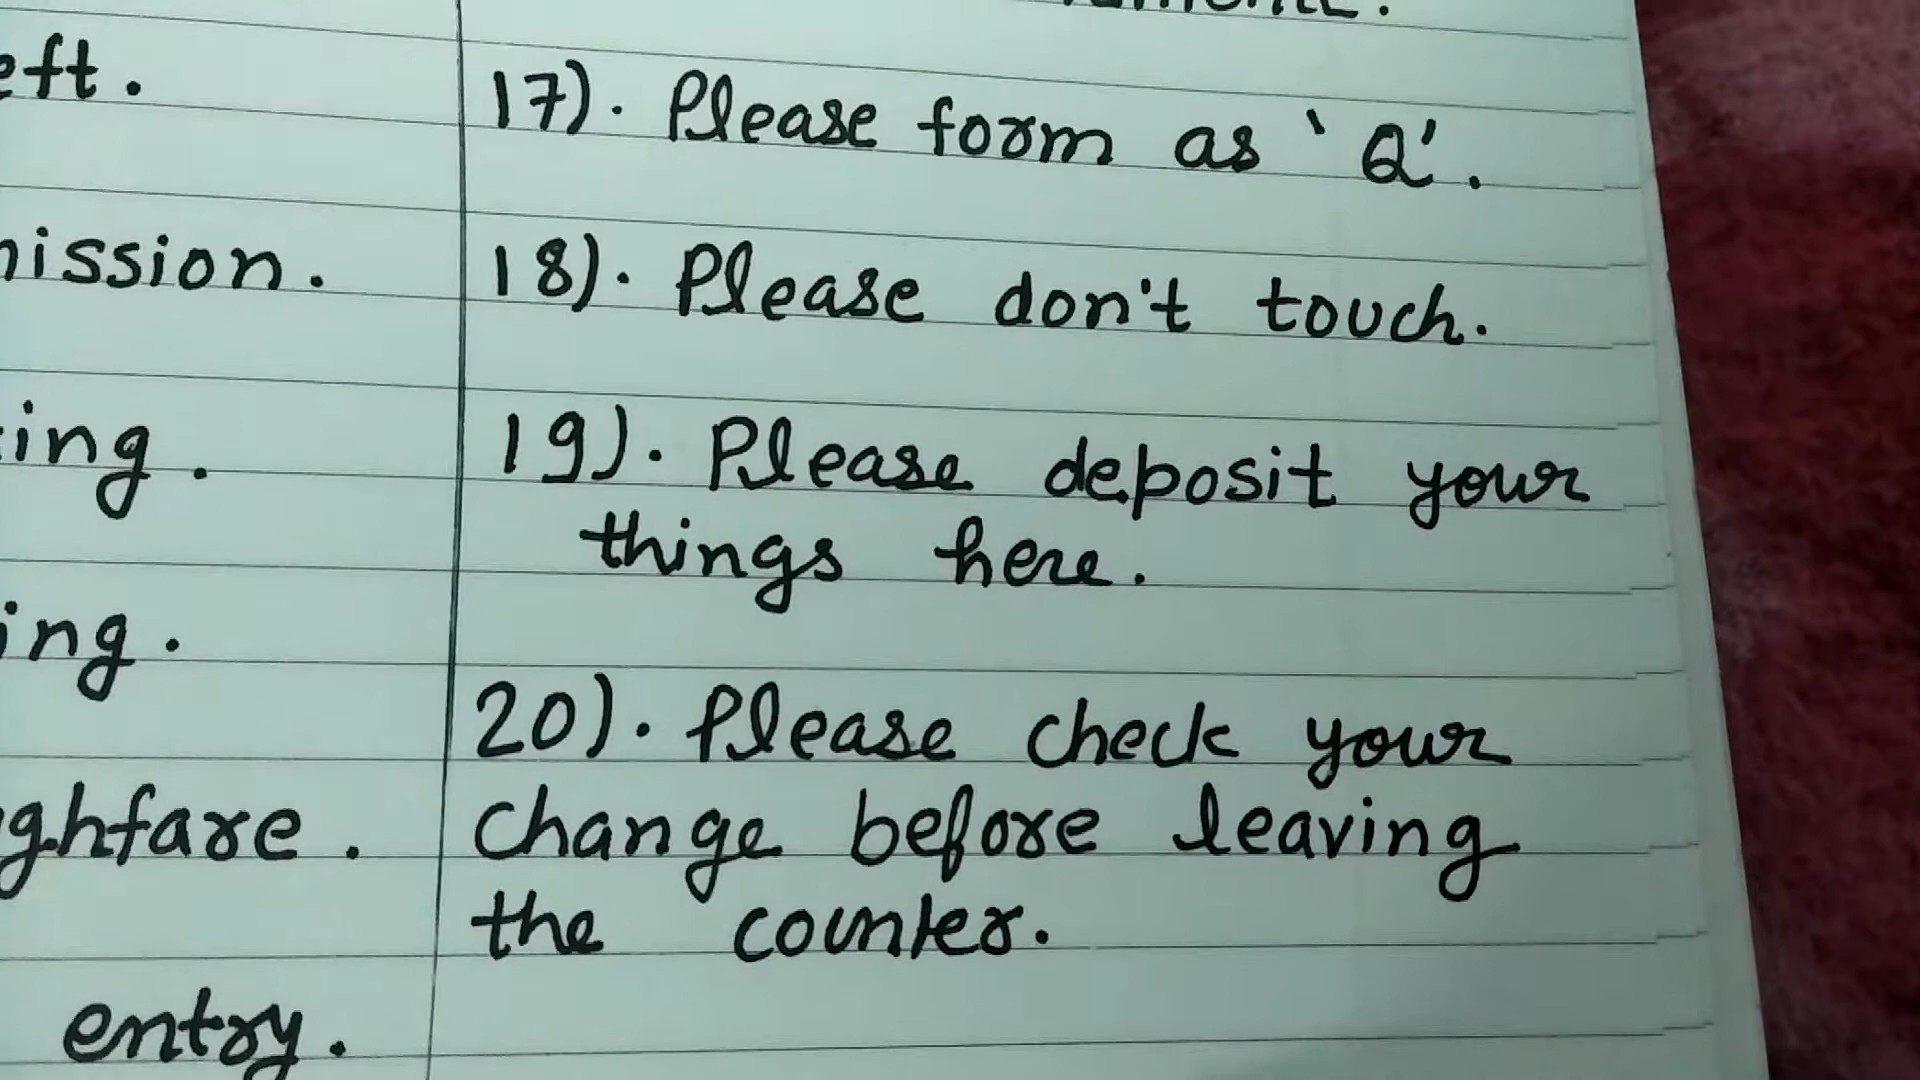 eft.
17). Please form as 'Q'.
mission.
18). Please don't touch.
ing.
19). Please deposit your
things here.
ing.
20). Please check your
ghfare.
change before leaving
the counter.
entry.